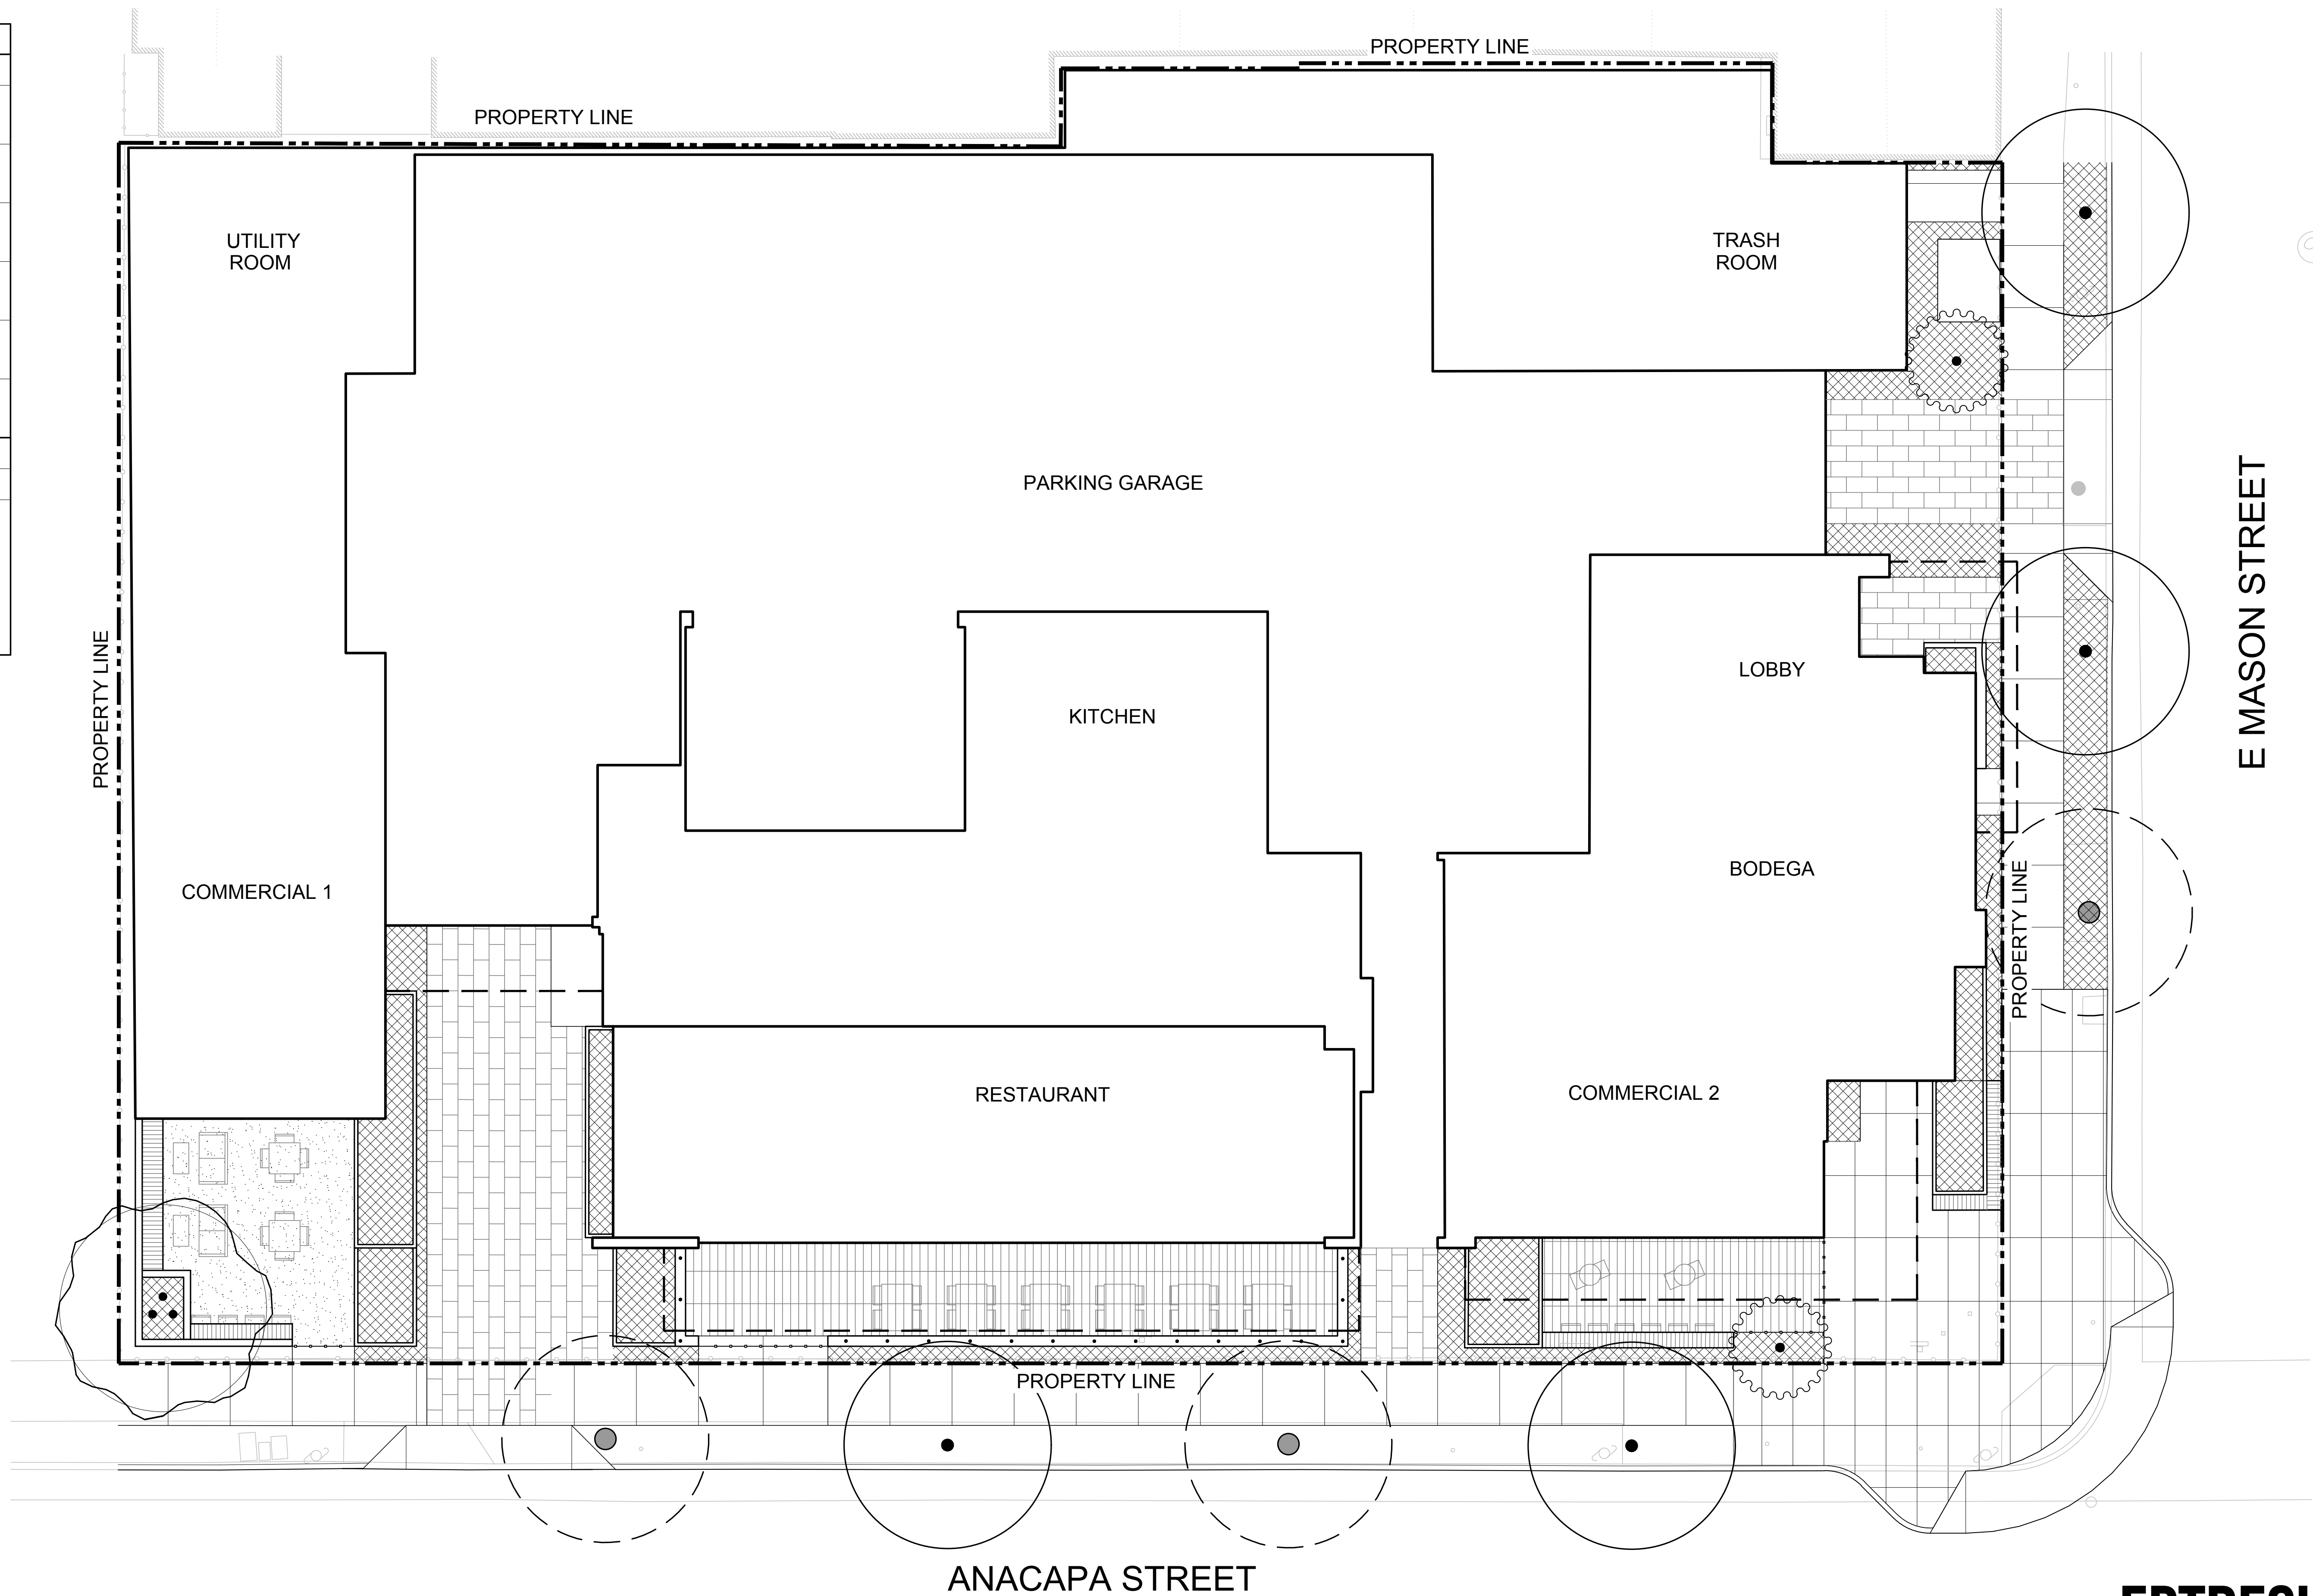 PROPERTY LINE
PROPERTY LINE
UTILITY
ROOM
TRASH
ROOM
PARKING GARAGE
E MASON STREET
PROPERTY LINE
LOBBY
KITCHEN
BODEGA
COMMERCIAL 1
PROPERTY LINE
RESTAURANT
COMMERCIAL 2
PROPERTY LINE
ANACAPA STREET